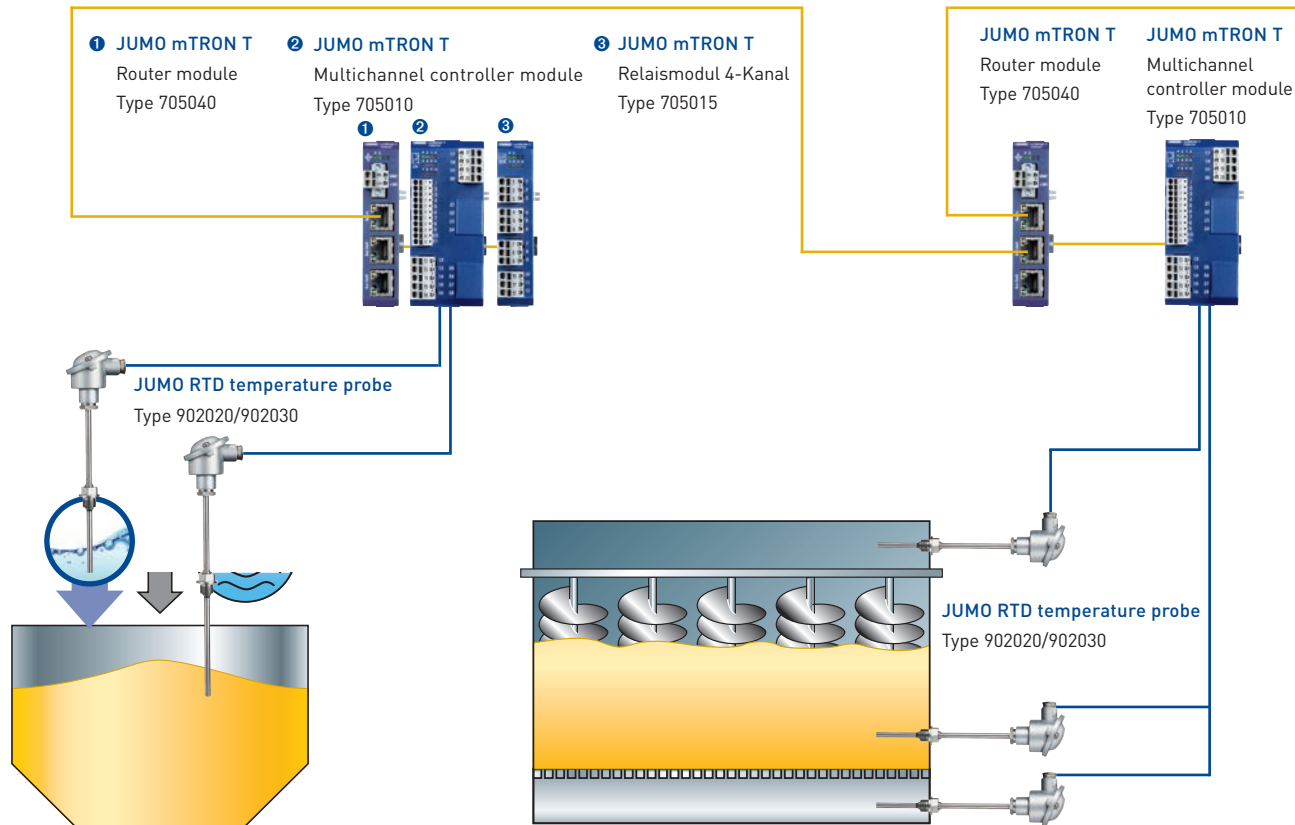 ❶ JUMO mTRON T
Router module
Type 705040
❷ JUMO mTRON T
Multichannel controller module
Type 705010
❸ JUMO mTRON T
Relaismodul 4-Kanal
Type 705015
JUMO mTRON T
Router module
Type 705040
JUMO mTRON T
Multichannel
controller module
Type 705010
❶
❷
❸
JUMO RTD temperature probe
Type 902020/902030
JUMO RTD temperature probe
Type 902020/902030